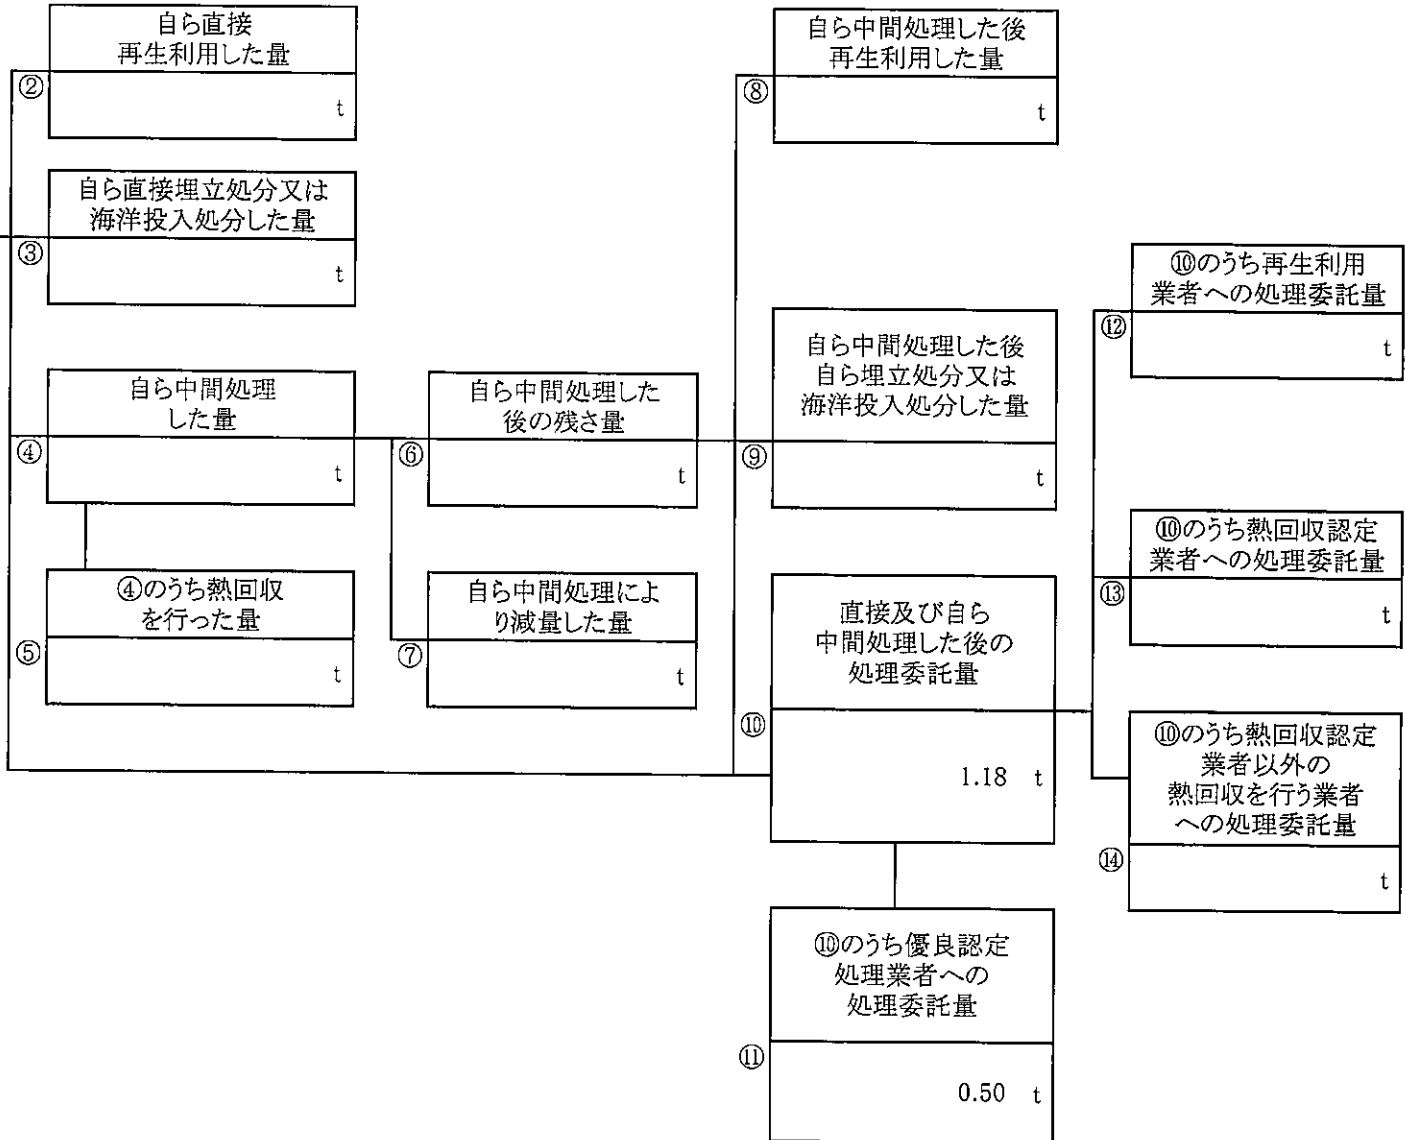 自ら直接
再生利用した量
②
t
自ら直接埋立処分又は
海洋投入処分した量
③
t
自ら中間処理
した量
④
t
④のうち熱回収
を行った量
⑤
t
自ら中間処理した
後の残さ量
⑥
t
自ら中間処理によ
り減量した量
⑦
t
自ら中間処理した後
再生利用した量
⑧
t
自ら中間処理した後
自ら埋立処分又は
海洋投入処分した量
⑨
t
直接及び自ら
中間処理した後の
処理委託量
⑩
1.18 t
⑩のうち優良認定
処理業者への
処理委託量
⑪
0.50 t
⑩のうち再生利用
業者への処理委託量
⑫
t
⑩のうち熱回収認定
業者への処理委託量
⑬
t
⑩のうち熱回収認定
業者以外の
熱回収を行う業者
への処理委託量
⑭
t